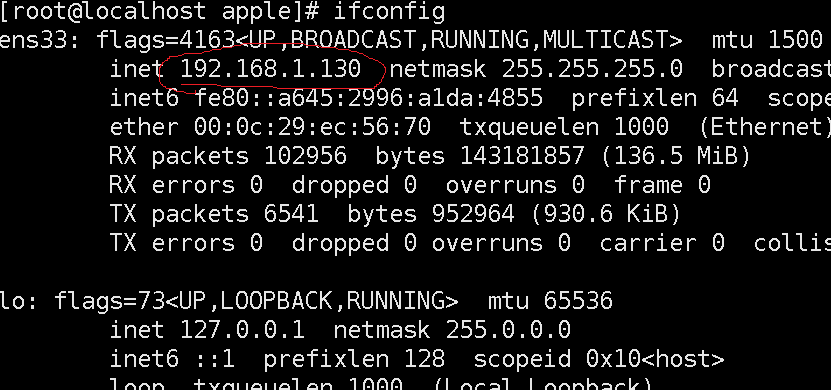 [root@localhost apple]# ifconfig
ens33: flags=4163<UP,BROADCAST,RUNNING,MULTICAST>  mtu 1500
inet 192.168.1.130  netmask 255.255.255.0  broadcast
inet6 fe80::a645:2996:a1da:4855  prefixlen 64  scope
ether 00:0c:29:ec:56:70  txqueuelen 1000  (Ethernet)
RX packets 102956  bytes 143181857 (136.5 MiB)
RX errors 0  dropped 0  overruns 0  frame 0
TX packets 6541  bytes 952964 (930.6 KiB)
TX errors 0  dropped 0 overruns 0  carrier 0  collis
lo: flags=73<UP,LOOPBACK,RUNNING>  mtu 65536
inet 127.0.0.1  netmask 255.0.0.0
inet6 ::1  prefixlen 128  scopeid 0x10<host>
loop  txqueuelen 1000  (Local Loopback)